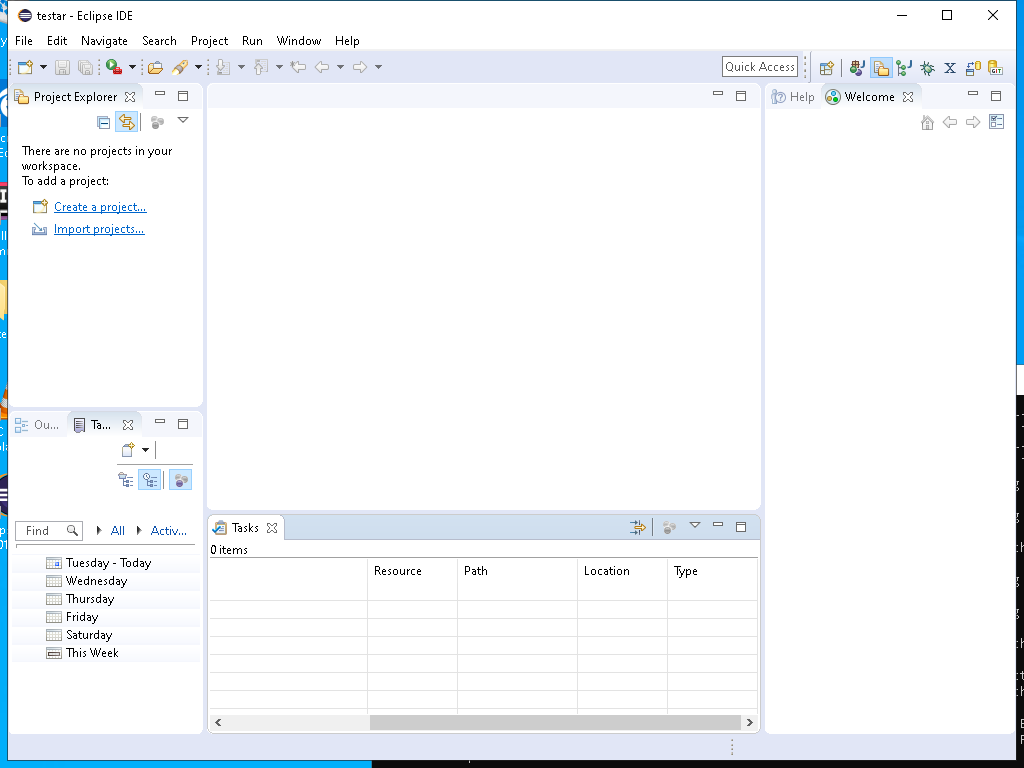 testar - Eclipse IDE
File Edit Navigate Search Project Run Window Help
Quick Access
Project Explorer
Help Welcome
There are no projects in your
workspace.
To add a project:
Create a project...
Import projects...
Ou... Ta...
Find All Activ...
Tuesday - Today
Wednesday
Thursday
Friday
Saturday
This Week
Tasks
0 items
Resource Path Location Type